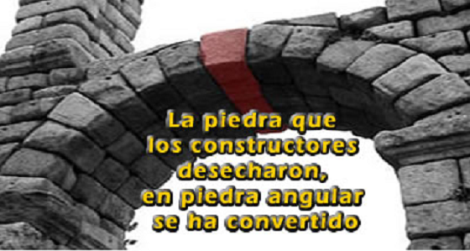 La piedra que
los constructores
desecharon,
en piedra angular
se ha convertido